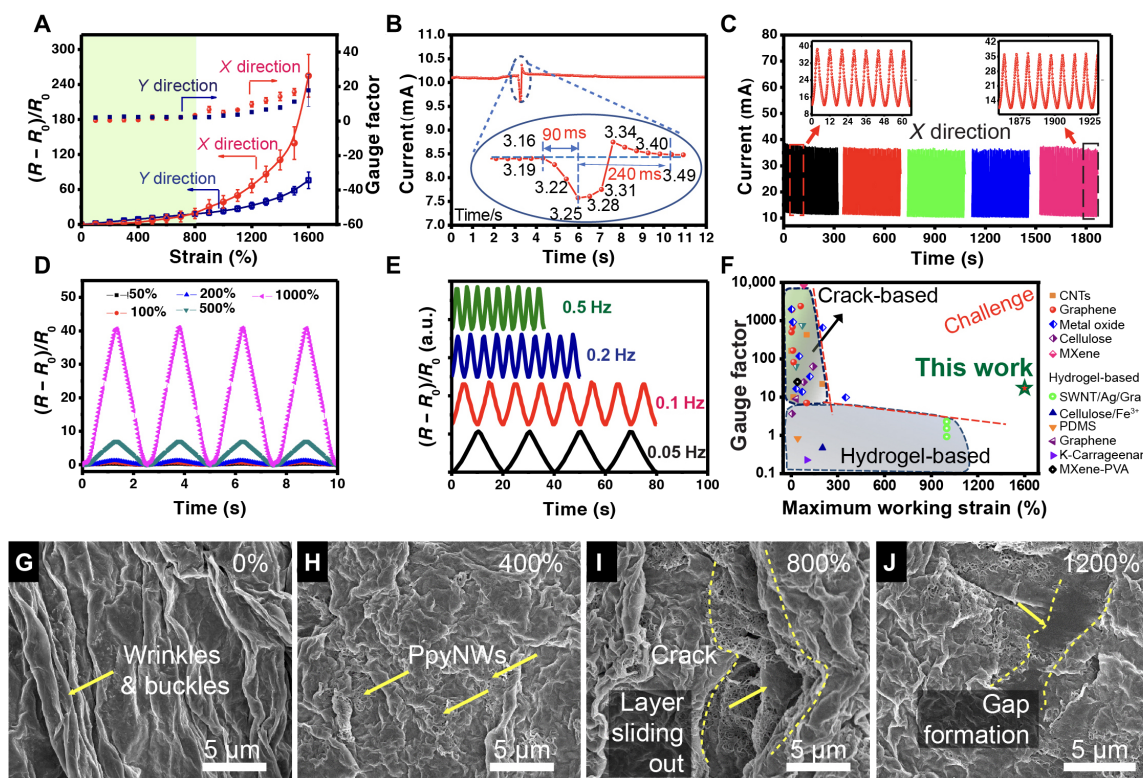 A
300
240
180
120
60
0
(R − R0)/R0
40
20
0
-20
-40
-60
Gauge factor
X direction
Y direction
X direction
Y direction
0 400 800 1200 1600
Strain (%)
B
11.0
10.5
10.0
9.5
9.0
8.5
8.0
7.5
7.0
Current (mA)
90 ms
3.16
3.34
3.40
3.19
240 ms
3.49
3.22
3.31
3.25
3.28
Time/s
0 1 2 3 4 5 6 7 8 9 10 11 12
Time (s)
C
80
70
60
50
40
30
20
10
Current (mA)
36
24
12
0 12 24 36 48 60
44
33
22
11
1875 1900 1925
X direction
0 300 600 900 1200 1500 1800
Time (s)
D
50
40
30
20
10
0
(R − R0)/R0
50% 200% 1000%
100% 500%
0 2 4 6 8 10
Time (s)
E
(R − R0)/R0 (a.u.)
0.5 Hz
0.2 Hz
0.1 Hz
0.05 Hz
0 20 40 60 80 100
Time (s)
F
10,000
1000
100
10
1
0.1
Gauge factor
Crack-based
Challenge
This work
Hydrogel-based
0 300 600 900 1200 1600
Maximum working strain (%)
CNTs
Graphene
Metal oxide
Cellulose
MXene
Hydrogel-based
SWNT/Ag/Gra
Cellulose/Fe3+
PDMS
Graphene
K-Carrageenar
MXene-PVA
G
0%
Wrinkles
& buckles
5 µm
H
400%
PpyNWs
5 µm
I
800%
Crack
Layer
sliding
out
5 µm
J
1200%
Gap
formation
5 µm